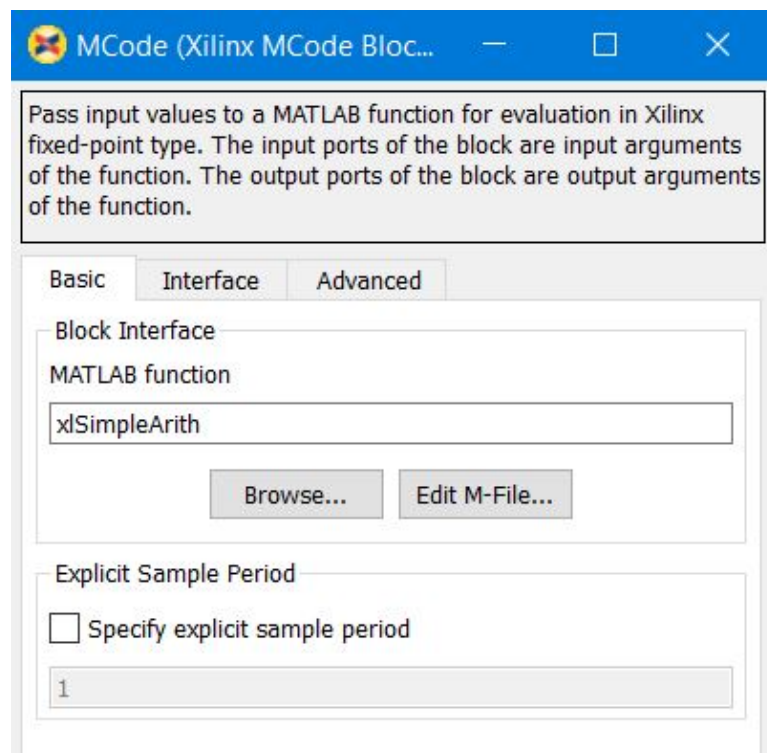 MCode (Xilinx MCode Bloc...
Pass input values to a MATLAB function for evaluation in Xilinx
fixed-point type. The input ports of the block are input arguments
of the function. The output ports of the block are output arguments
of the function.
Basic Interface Advanced
Block Interface
MATLAB function
xlSimpleArith
Browse... Edit M-File...
Explicit Sample Period
Specify explicit sample period
1